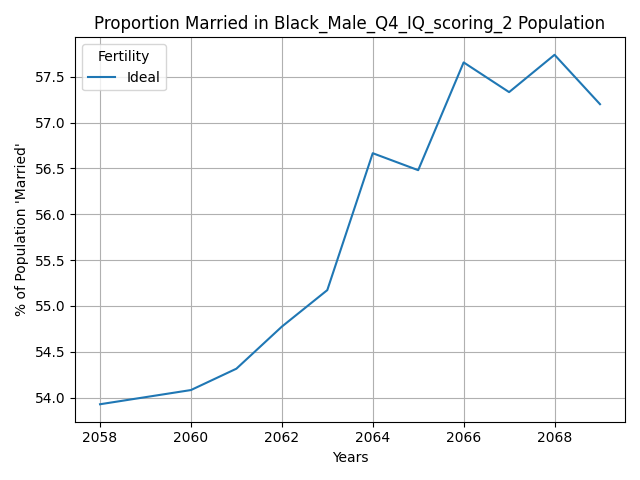 Proportion Married in Black_Male_Q4_IQ_scoring_2 Population
Fertility
Ideal
% of Population 'Married'
57.5
57.0
56.5
56.0
55.5
55.0
54.5
54.0
2058 2060 2062 2064 2066 2068
Years